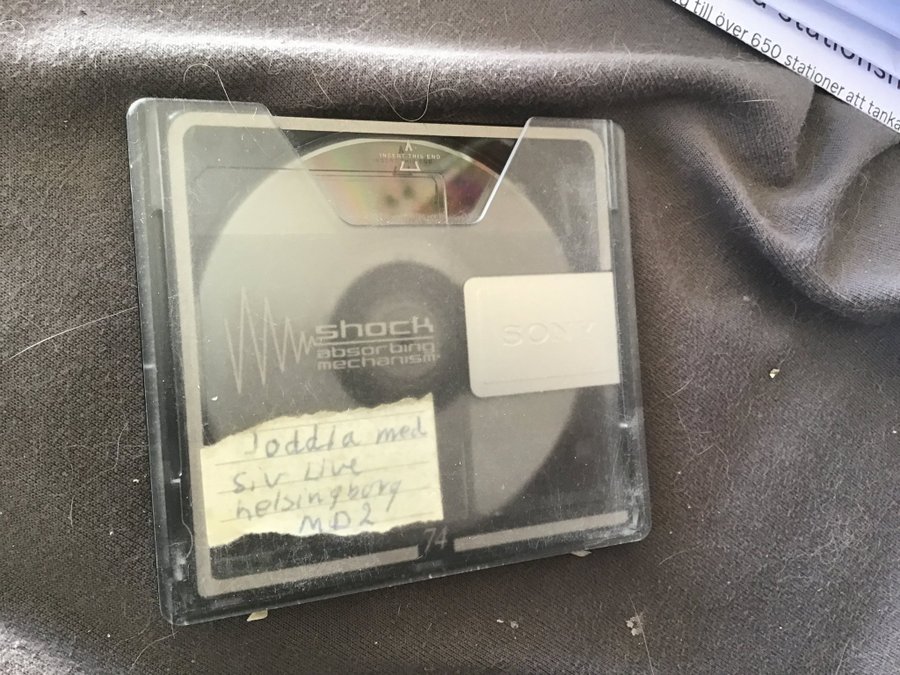 d till över 650 stationer att tanka
INSERT THIS END
shock
absorbing
mechanism
SONY
Joddla med
Siv Live
helsingborg
MD2
74